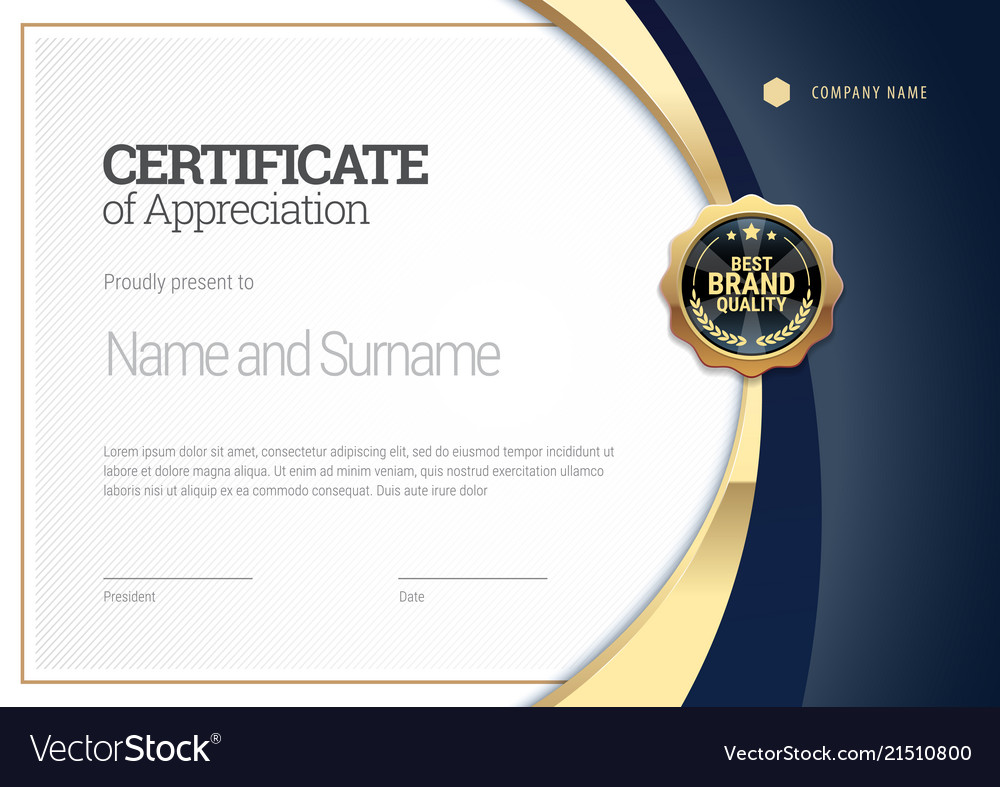 COMPANY NAME
CERTIFICATE
of Appreciation
Proudly present to
Name and Surname
BEST
BRAND
QUALITY
Lorem ipsum dolor sit amet, consectetur adipiscing elit, sed do eiusmod tempor incididunt ut
labore et dolore magna aliqua. Ut enim ad minim veniam, quis nostrud exercitation ullamco
laboris nisi ut aliquip ex ea commodo consequat. Duis aute irure dolor
President
Date
VectorStock®
VectorStock.com/21510800